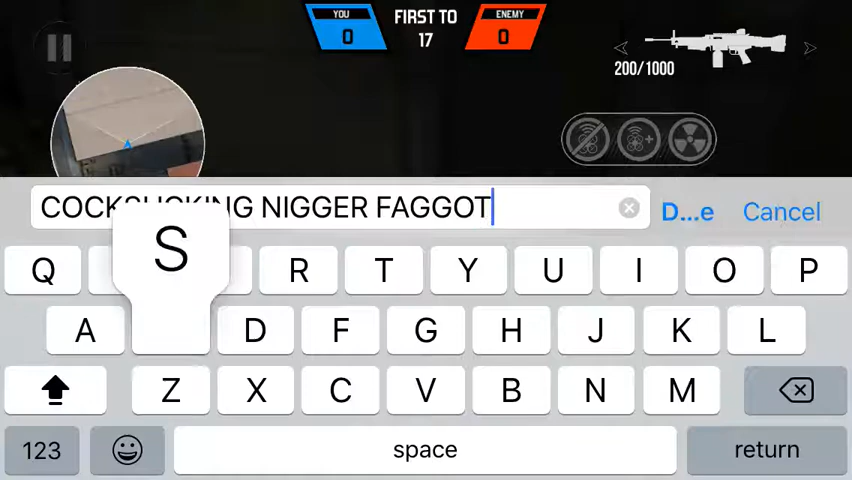 YOU
0
FIRST TO
17
ENEMY
0
200/1000
COCKSUCKING NIGGER FAGGOT
D...e
Cancel
S
Q R T Y U I O P
A D F G H J K L
Z X C V B N M
123
space
return